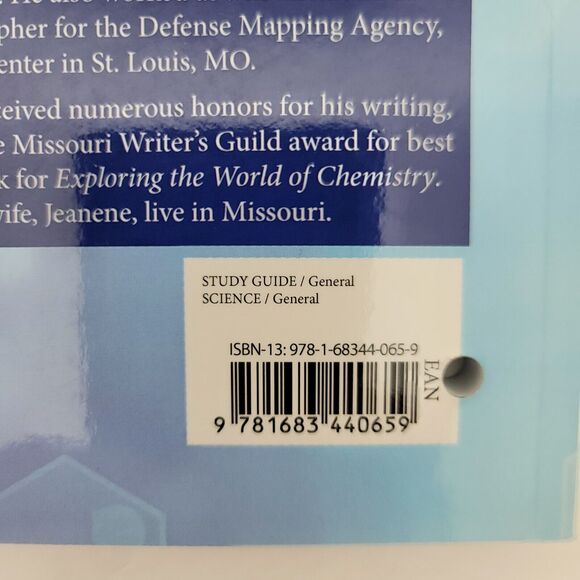 pher for the Defense Mapping Agency,
enter in St. Louis, MO.
ceived numerous honors for his writing,
e Missouri Writer's Guild award for best
k for Exploring the World of Chemistry.
wife, Jeanene, live in Missouri.
STUDY GUIDE / General
SCIENCE / General
ISBN-13: 978-1-68344-065-9
EAN
9 781683 440659